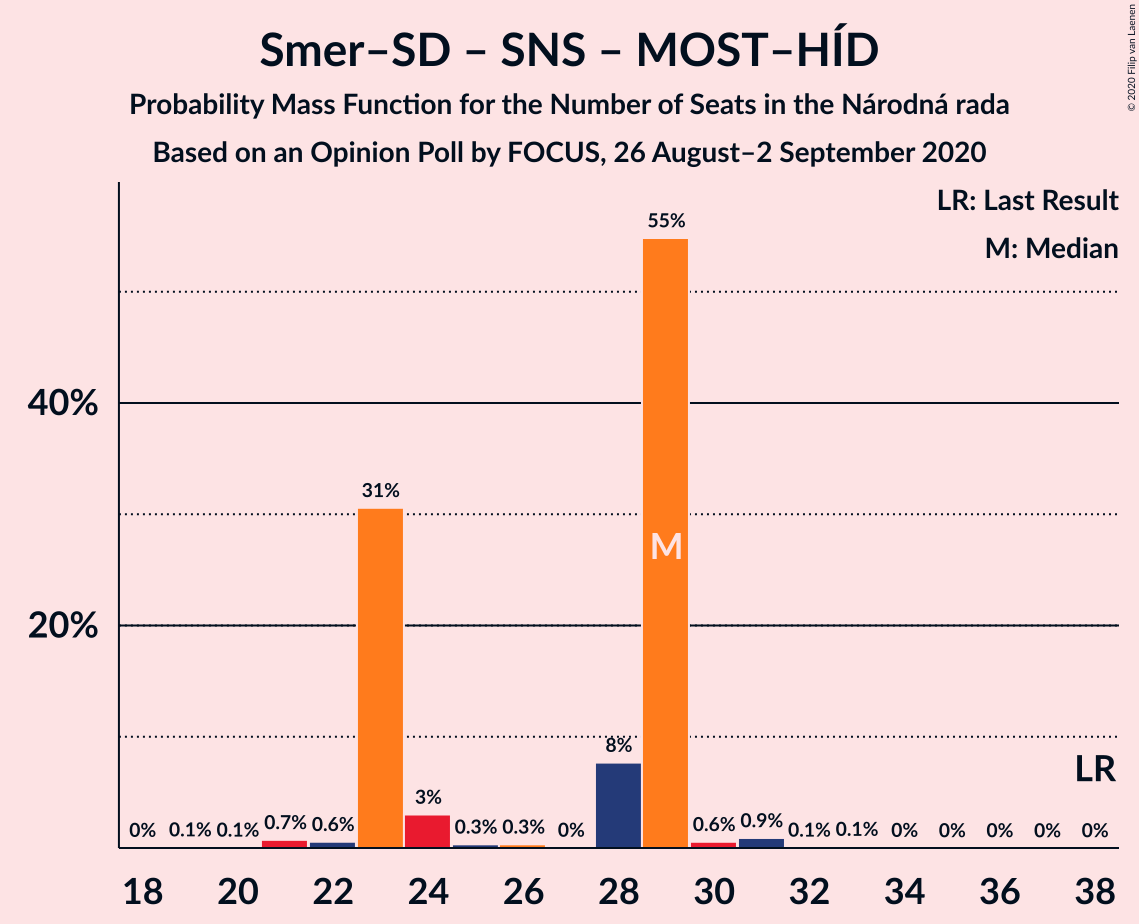 Smer–SD – SNS – MOST–HÍD
Probability Mass Function for the Number of Seats in the Národná rada
Based on an Opinion Poll by FOCUS, 26 August–2 September 2020
© 2020 Filip van Laenen
LR: Last Result
M: Median
55%
40%
31%
M
20%
8%
LR
3%
0% 0.1% 0.1% 0.7% 0.6% 0.3% 0.3% 0% 0.6% 0.9% 0.1% 0.1% 0% 0% 0% 0% 0%
18 20 22 24 26 28 30 32 34 36 38